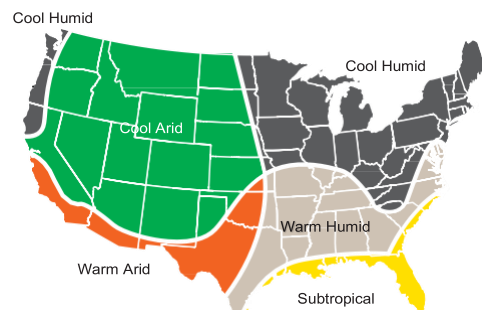 Cool Humid
Cool Humid
Cool Arid
Warm Humid
Warm Arid
Subtropical